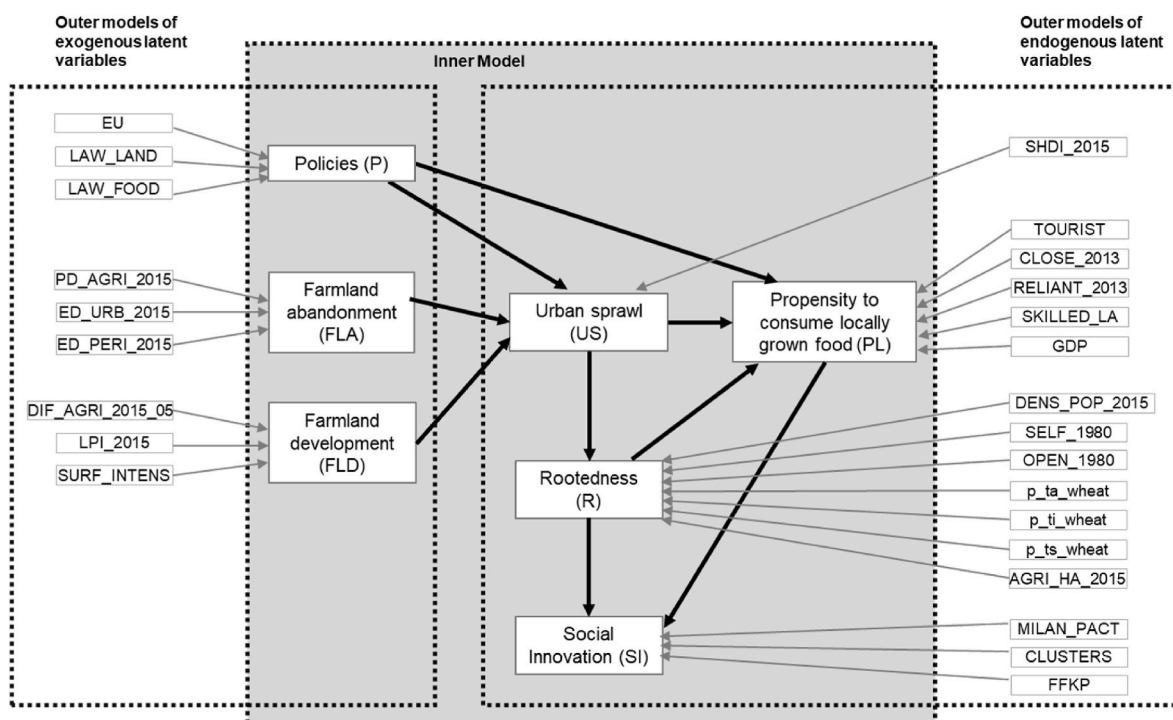 Outer models of
exogenous latent
variables
Inner Model
Outer models of
endogenous latent
variables
EU
LAW_LAND
LAW_FOOD
Policies (P)
SHDI_2015
PD_AGRI_2015
ED_URB_2015
ED_PERI_2015
Farmland
abandonment
(FLA)
Urban sprawl
(US)
Propensity to
consume locally
grown food (PL)
TOURIST
CLOSE_2013
RELIANT_2013
SKILLED_LA
GDP
DIF_AGRI_2015_05
LPI_2015
SURF_INTENS
Farmland
development
(FLD)
Rootedness
(R)
DENS_POP_2015
SELF_1980
OPEN_1980
p_ta_wheat
p_ti_wheat
p_ts_wheat
AGRI_HA_2015
Social
Innovation (SI)
MILAN_PACT
CLUSTERS
FFKP